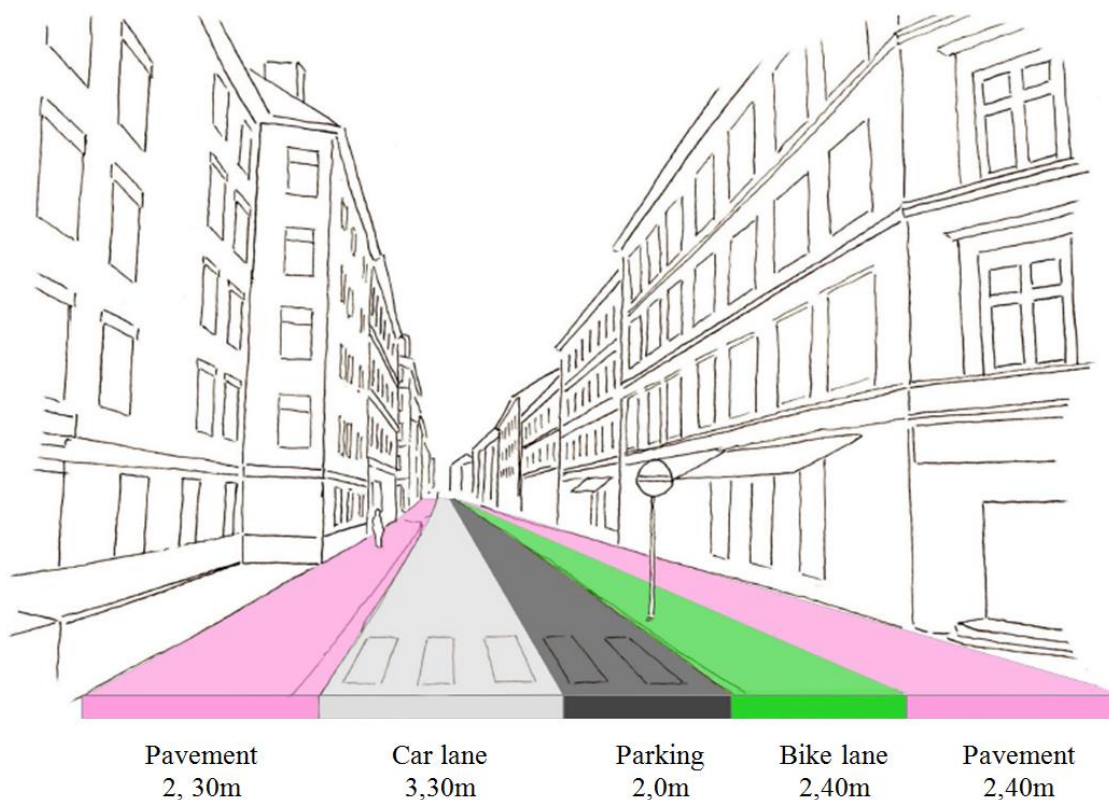 Pavement
2, 30m
Car lane
3,30m
Parking
2,0m
Bike lane
2,40m
Pavement
2,40m